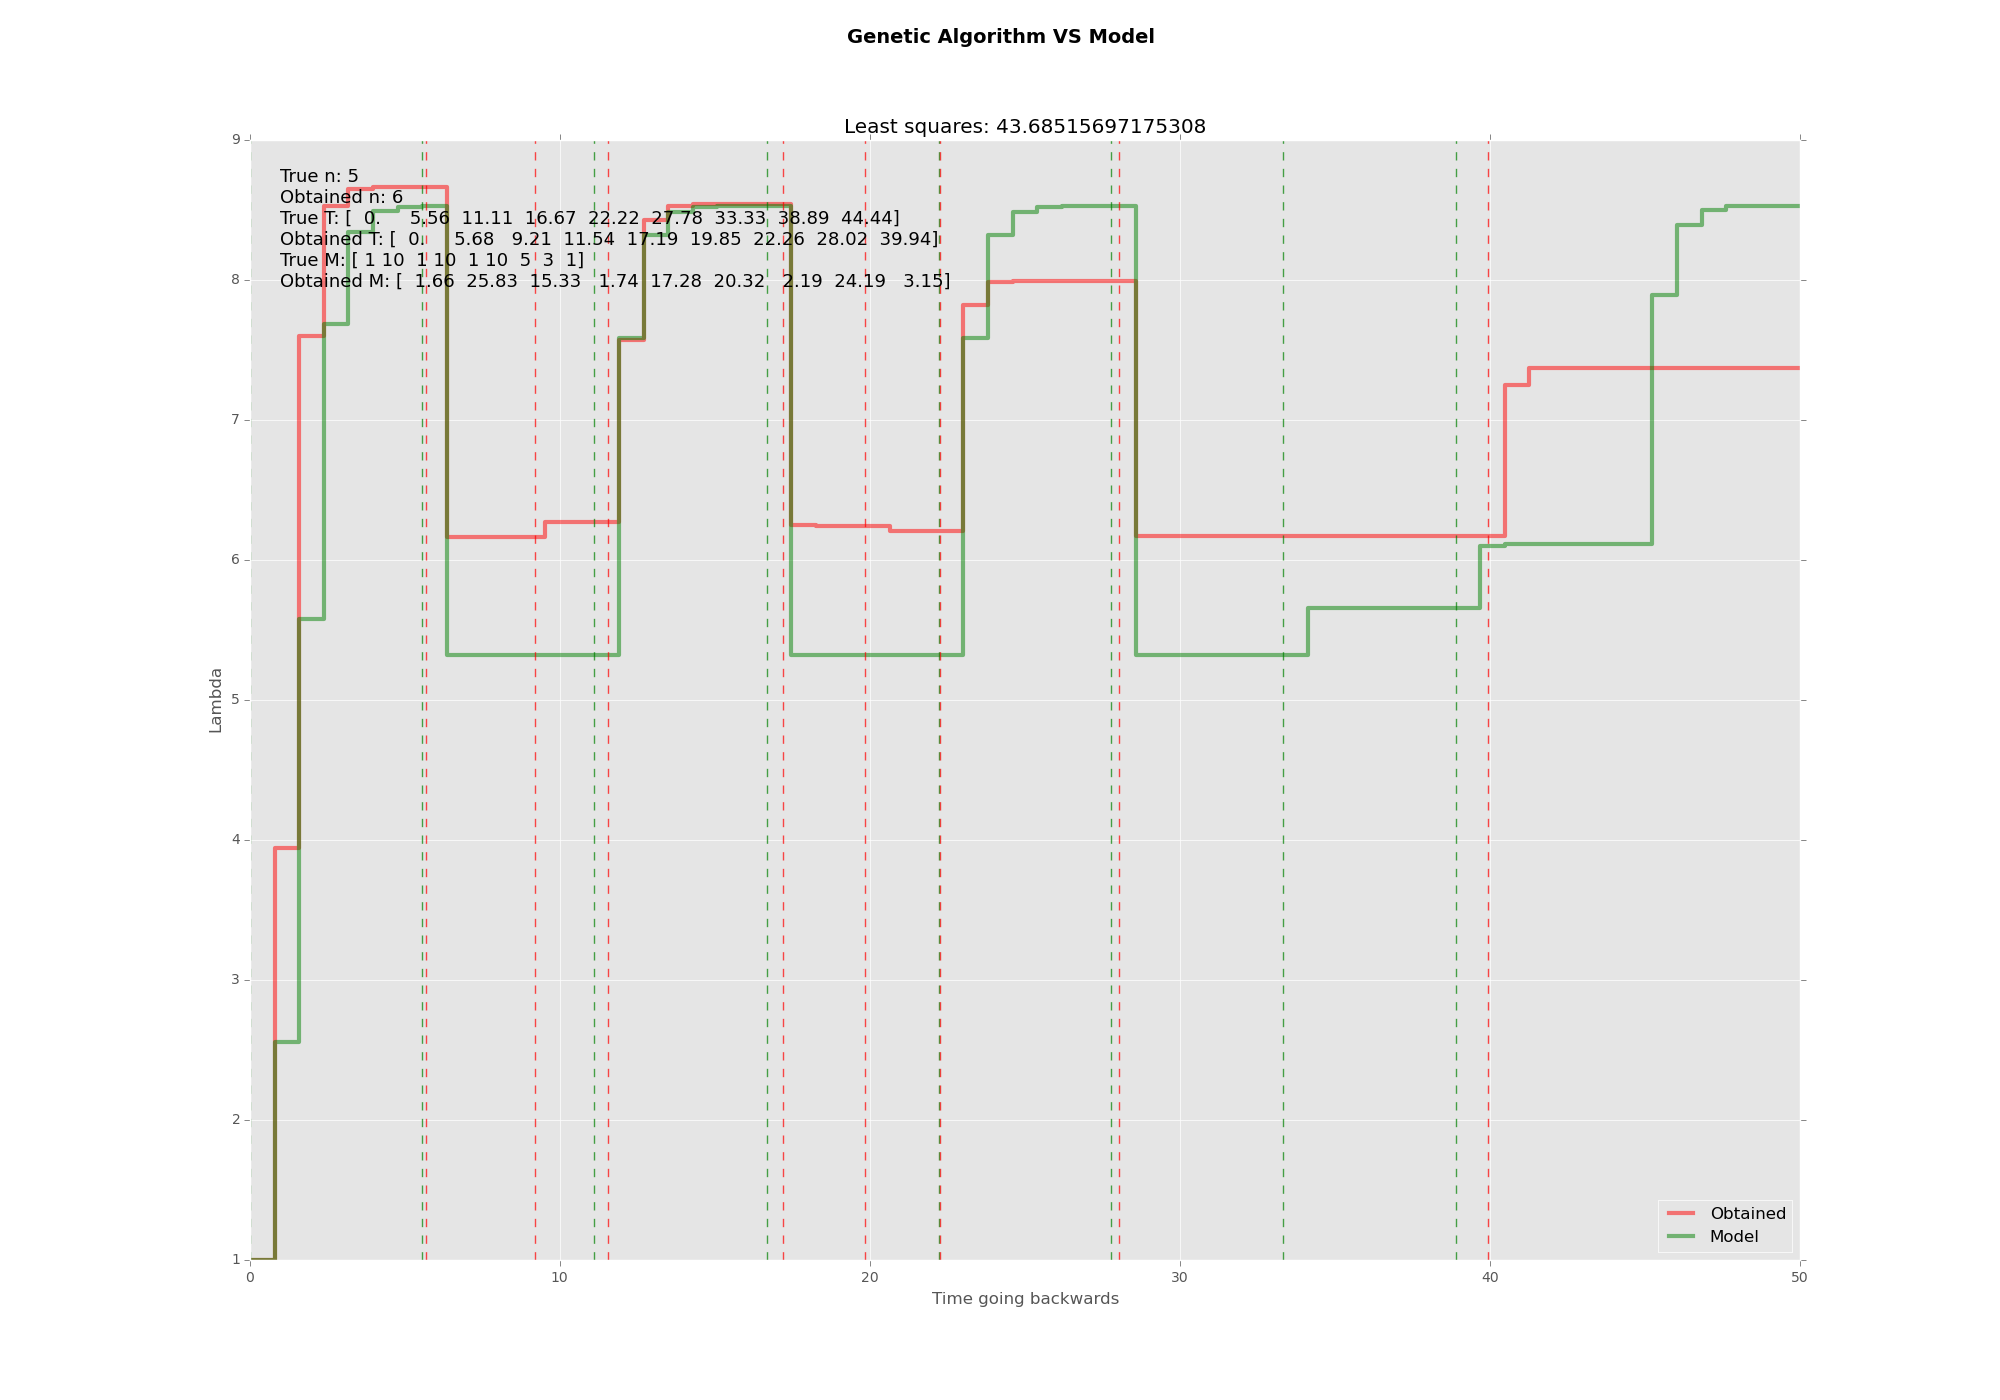 Genetic Algorithm VS Model
Least squares: 43.68515697175308
True n: 5
Obtained n: 6
True T: [ 0. 5.56 11.11 16.67 22.22 27.78 33.33 38.89 44.44]
Obtained T: [ 0. 5.68 9.21 11.54 17.19 19.85 22.26 28.02 39.94]
True M: [ 1 10 1 10 1 10 5 3 1]
Obtained M: [ 1.66 25.83 15.33 1.74 17.28 20.32 2.19 24.19 3.15]
9
8
7
6
5
4
3
2
1
Lambda
0 10 20 30 40 50
Time going backwards
Obtained
Model